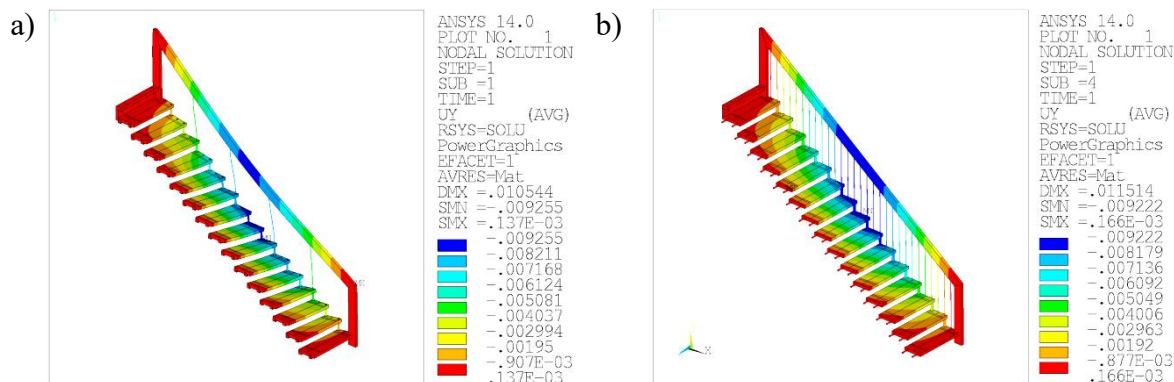 a)
ANSYS 14.0
PLOT NO.   1
NODAL SOLUTION
STEP=1
SUB =1
TIME=1
UY       (AVG)
RSYS=SOLU
PowerGraphics
EFACET=1
AVRES=Mat
DMX =.010544
SMN =-.009255
SMX =.137E-03
-.009255
-.008211
-.007168
-.006124
-.005081
-.004037
-.002994
-.00195
-.907E-03
.137E-03
b)
ANSYS 14.0
PLOT NO.   1
NODAL SOLUTION
STEP=1
SUB =4
TIME=1
UY       (AVG)
RSYS=SOLU
PowerGraphics
EFACET=1
AVRES=Mat
DMX =.011514
SMN =-.009222
SMX =.166E-03
-.009222
-.008179
-.007136
-.006092
-.005049
-.004006
-.002963
-.00192
-.877E-03
.166E-03
X